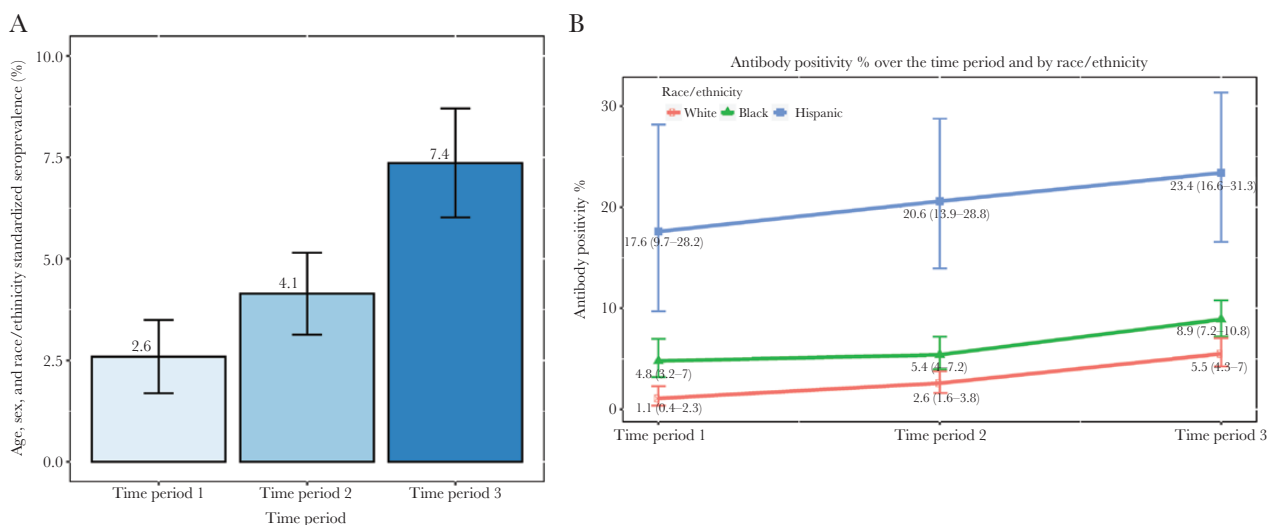 A
Age, sex, and race/ethinicity standardized seroprevalence (%)
10.0
7.5
5.0
2.5
0.0
2.6
4.1
7.4
Time period 1
Time period 2
Time period 3
Time period
B
Antibody positivity % over the time period and by race/ethnicity
Race/ethnicity
White Black Hispanic
Antibody positivity %
30
20
10
0
17.6 (9.7–28.2)
20.6 (13.9–28.8)
23.4 (16.6–31.3)
4.8 (3.2–7)
5.4 (4–7.2)
8.9 (7.2–10.8)
1.1 (0.4–2.3)
2.6 (1.6–3.8)
5.5 (4.3–7)
Time period 1
Time period 2
Time period 3